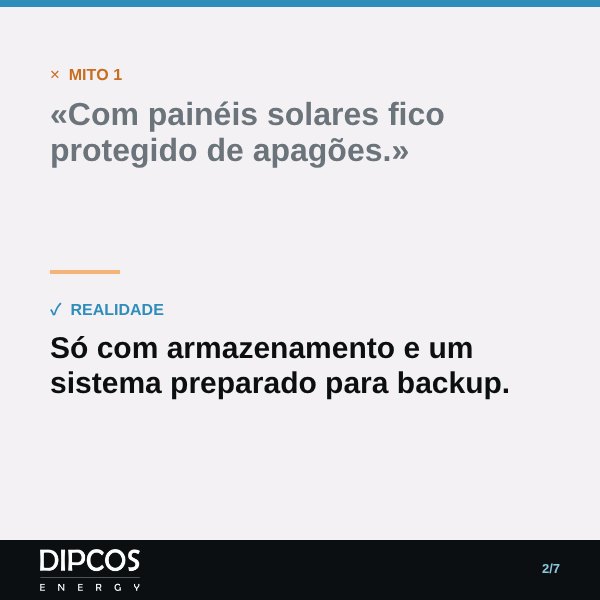 × MITO 1
«Com painéis solares fico
protegido de apagões.»
✓ REALIDADE
Só com armazenamento e um
sistema preparado para backup.
DIPCOS
ENERGY
2/7